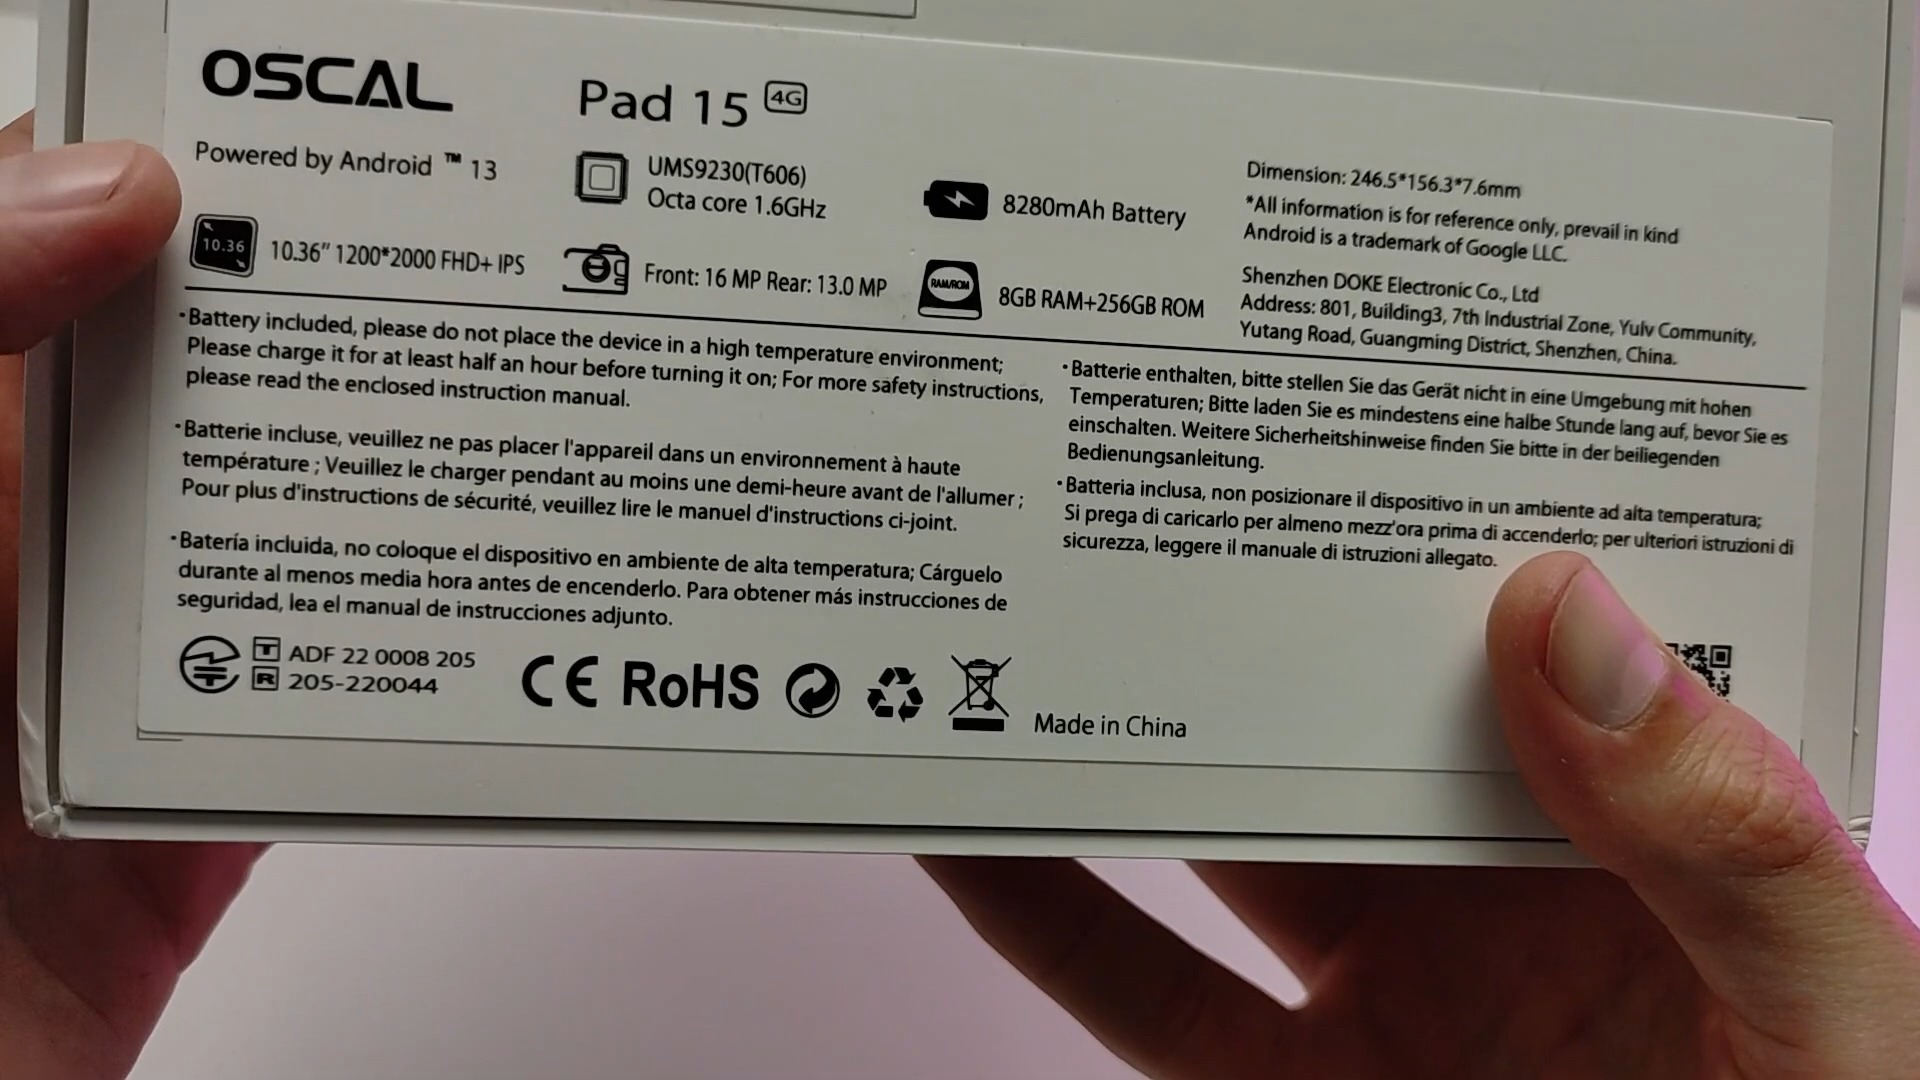 OSCAL
Pad 15 4G
Powered by Android ™ 13
UMS9230(T606)
Octa core 1.6GHz
8280mAh Battery
10.36
10.36" 1200*2000 FHD+ IPS
Front: 16 MP Rear: 13.0 MP
RAM/ROM
8GB RAM+256GB ROM
Dimension: 246.5*156.3*7.6mm
*All information is for reference only, prevail in kind
Android is a trademark of Google LLC.
Shenzhen DOKE Electronic Co., Ltd
Address: 801, Building3, 7th Industrial Zone, Yulv Community,
Yutang Road, Guangming District, Shenzhen, China.
·Battery included, please do not place the device in a high temperature environment;
Please charge it for at least half an hour before turning it on; For more safety instructions,
please read the enclosed instruction manual.
·Batterie incluse, veuillez ne pas placer l'appareil dans un environnement à haute
température ; Veuillez le charger pendant au moins une demi-heure avant de l'allumer ;
Pour plus d'instructions de sécurité, veuillez lire le manuel d'instructions ci-joint.
·Batería incluida, no coloque el dispositivo en ambiente de alta temperatura; Cárguelo
durante al menos media hora antes de encenderlo. Para obtener más instrucciones de
seguridad, lea el manual de instrucciones adjunto.
·Batterie enthalten, bitte stellen Sie das Gerät nicht in eine Umgebung mit hohen
Temperaturen; Bitte laden Sie es mindestens eine halbe Stunde lang auf, bevor Sie es
einschalten. Weitere Sicherheitshinweise finden Sie bitte in der beiliegenden
Bedienungsanleitung.
·Batteria inclusa, non posizionare il dispositivo in un ambiente ad alta temperatura;
Si prega di caricarlo per almeno mezz'ora prima di accenderlo; per ulteriori istruzioni di
sicurezza, leggere il manuale di istruzioni allegato.
T ADF 22 0008 205
R 205-220044
CE RoHS
Made in China